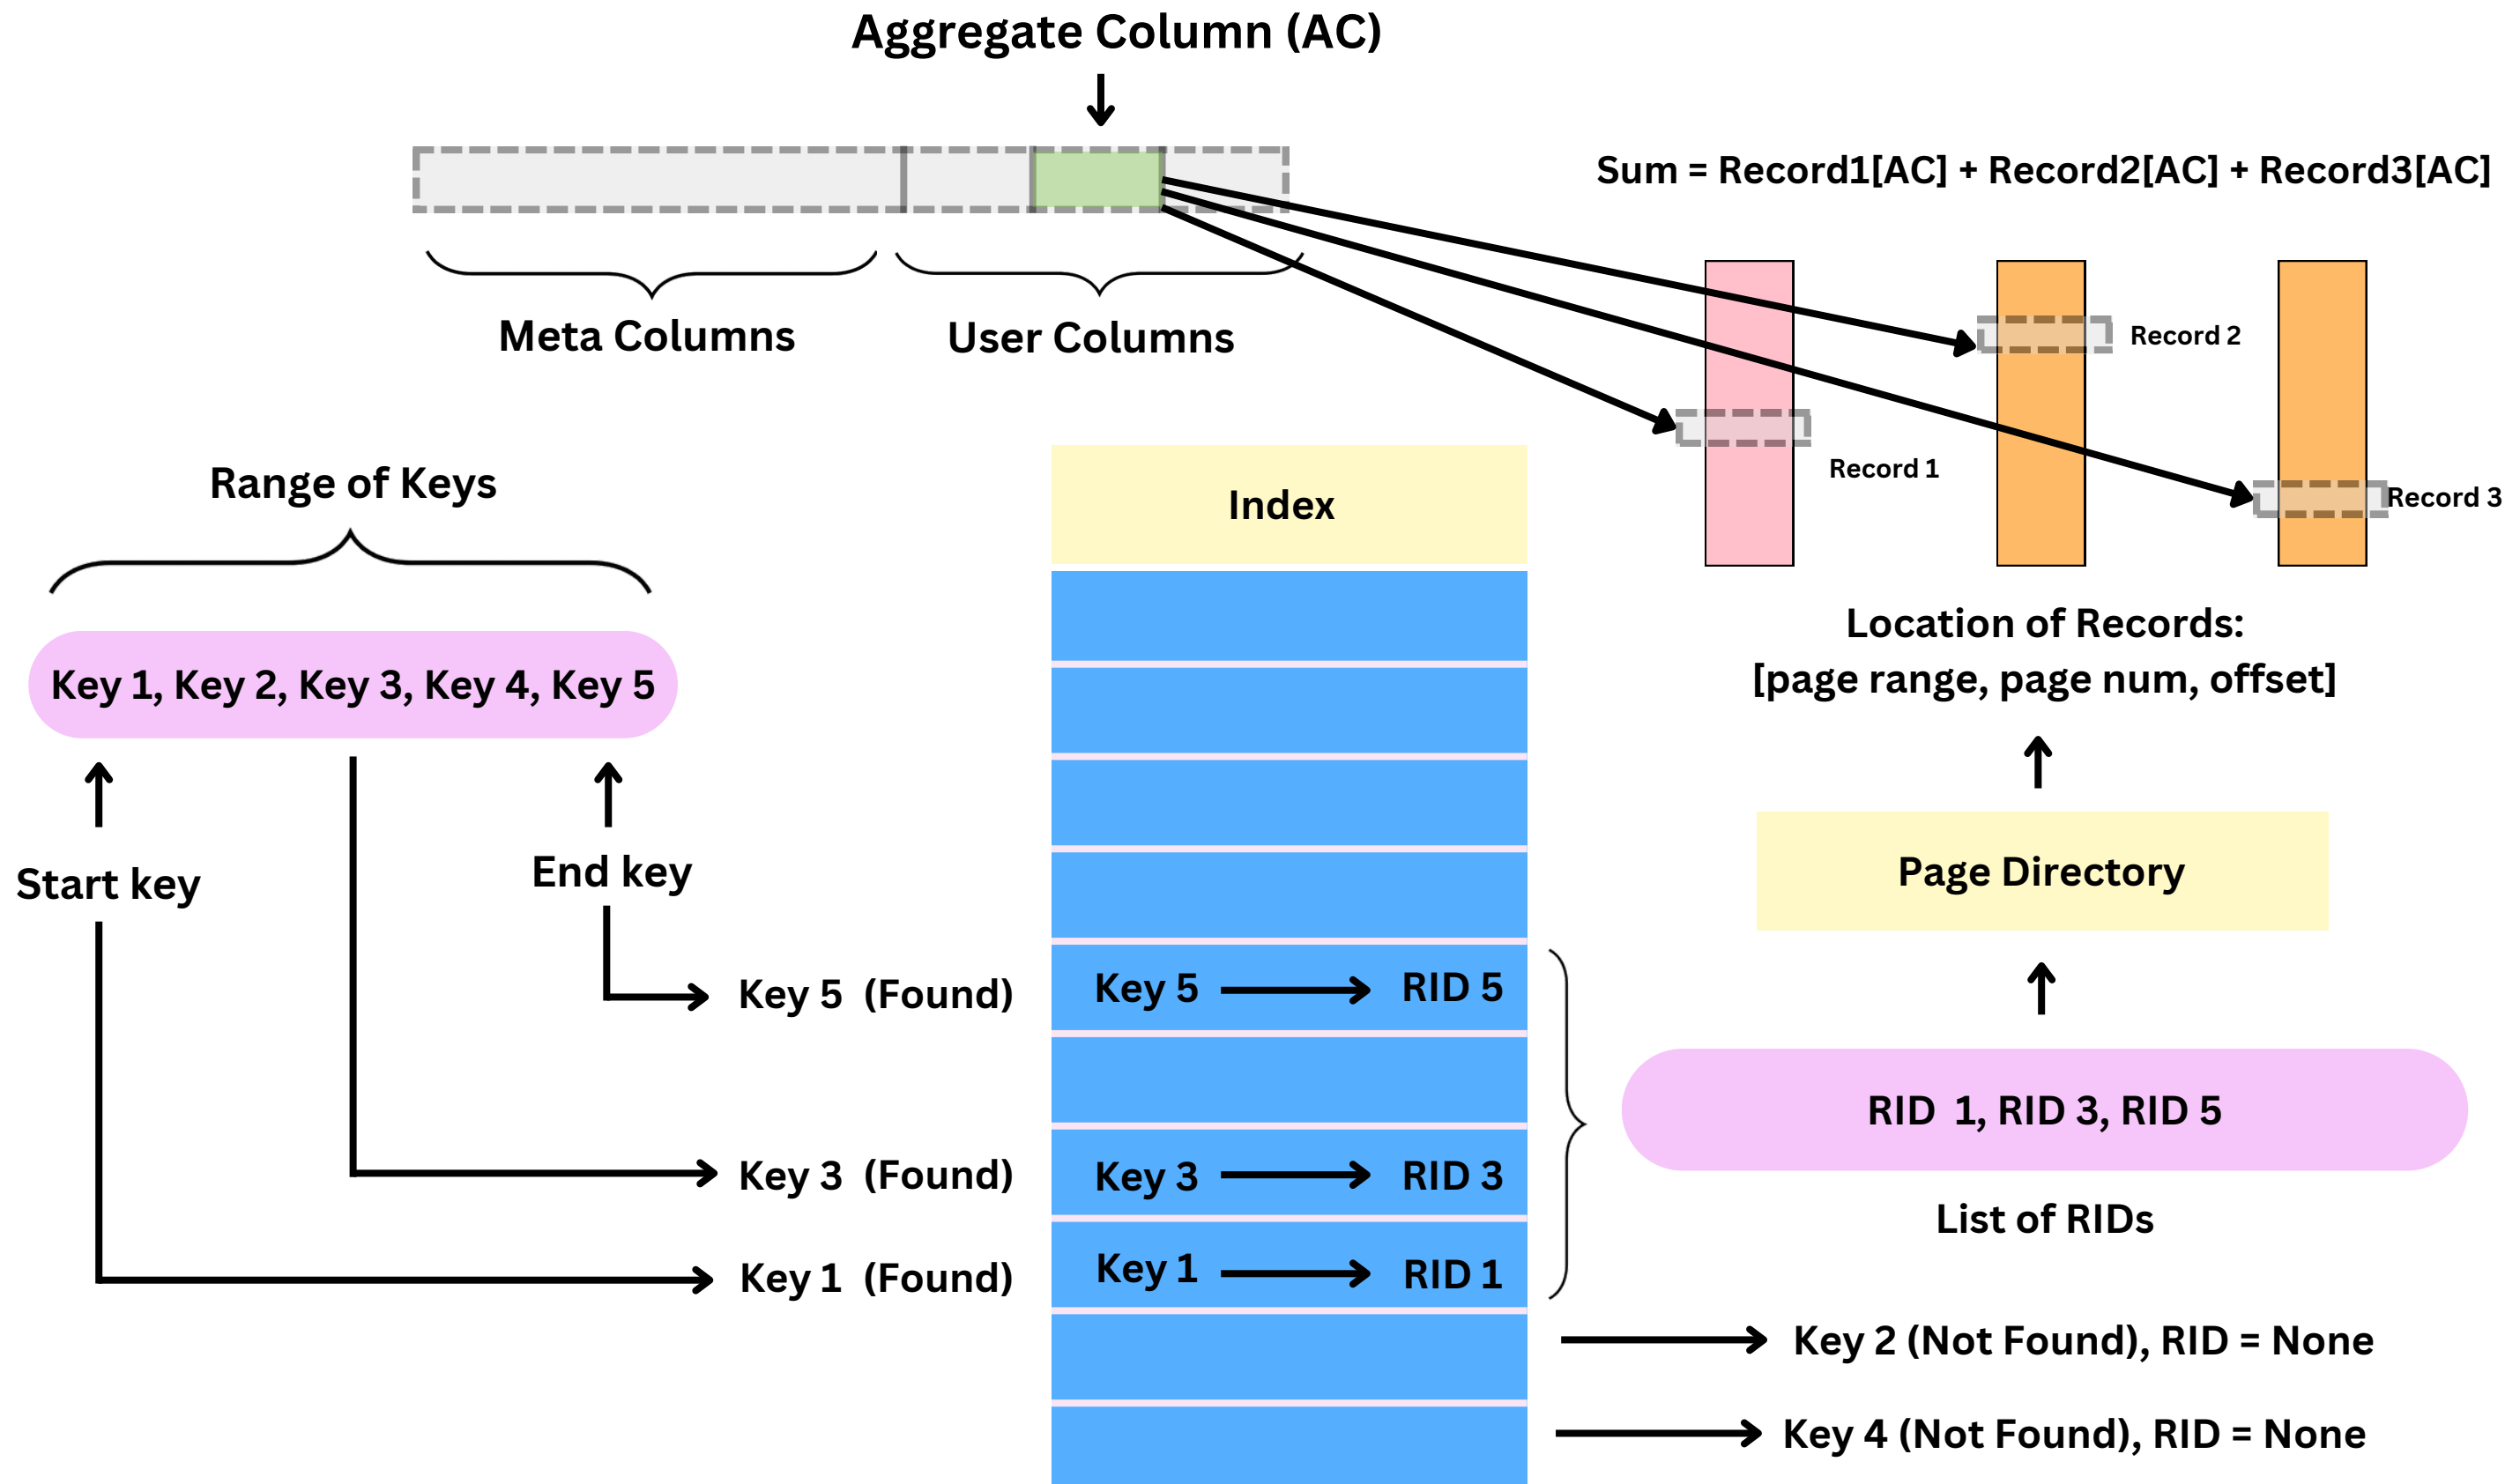 Aggregate Column (AC)
Sum = Record1[AC] + Record2[AC] + Record3[AC]
Meta Columns
User Columns
Record 2
Record 1
Record 3
Range of Keys
Index
Key 1, Key 2, Key 3, Key 4, Key 5
Location of Records:
[page range, page num, offset]
Start key
End key
Page Directory
Key 5 (Found)
Key 5
RID 5
RID 1, RID 3, RID 5
Key 3 (Found)
Key 3
RID 3
List of RIDs
Key 1 (Found)
Key 1
RID 1
Key 2 (Not Found), RID = None
Key 4 (Not Found), RID = None